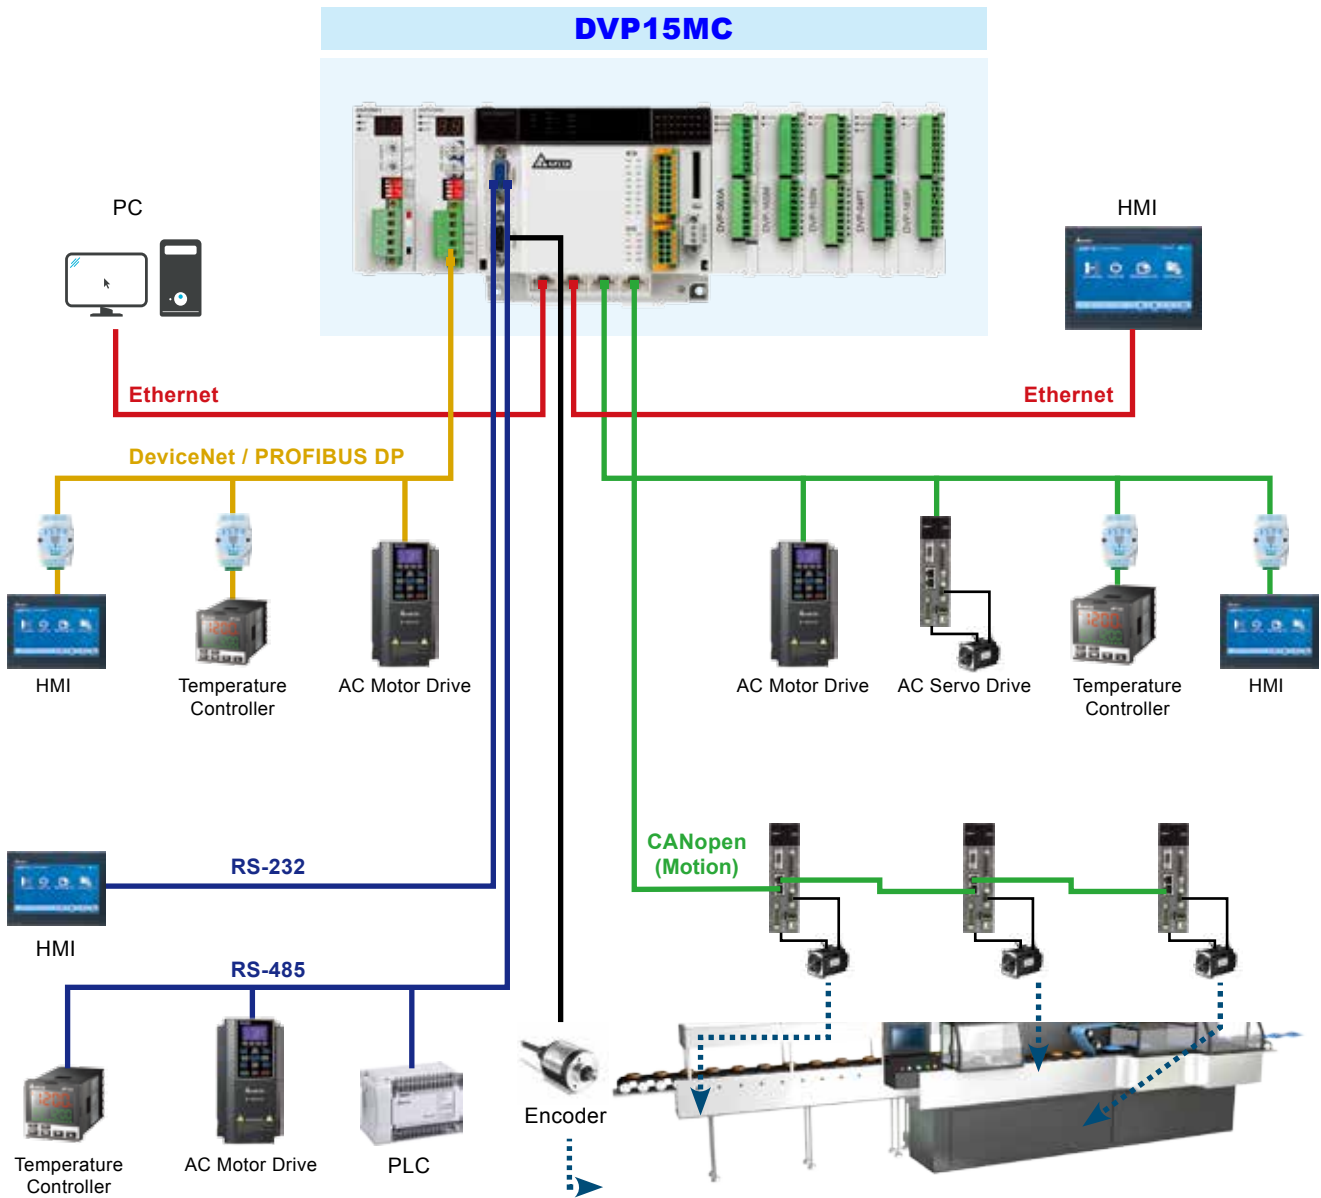 DVP15MC
PC
HMI
Ethernet
Ethernet
DeviceNet / PROFIBUS DP
HMI
Temperature
Controller
AC Motor Drive
AC Motor Drive
AC Servo Drive
Temperature
Controller
HMI
CANopen
(Motion)
RS-232
HMI
RS-485
Encoder
Temperature
Controller
AC Motor Drive
PLC